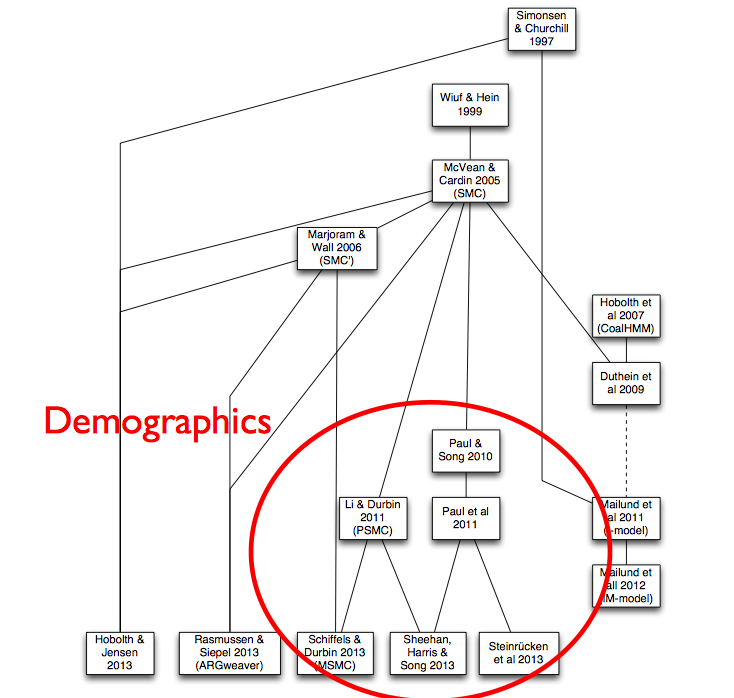 Simonsen
& Churchill
1997
Wiuf & Hein
1999
McVean &
Cardin 2005
(SMC)
Marjoram &
Wall 2006
(SMC')
Hobolth et
al 2007
(CoalHMM)
Duthein et
al 2009
Demographics
Paul &
Song 2010
Li & Durbin
2011
(PSMC)
Paul et al
2011
Mailund et
al 2011
(I-model)
Mailund et
all 2012
(IM-model)
Hobolth &
Jensen
2013
Rasmussen &
Siepel 2013
(ARGweaver)
Schiffels &
Durbin 2013
(MSMC)
Sheehan,
Harris &
Song 2013
Steinrücken
et al 2013